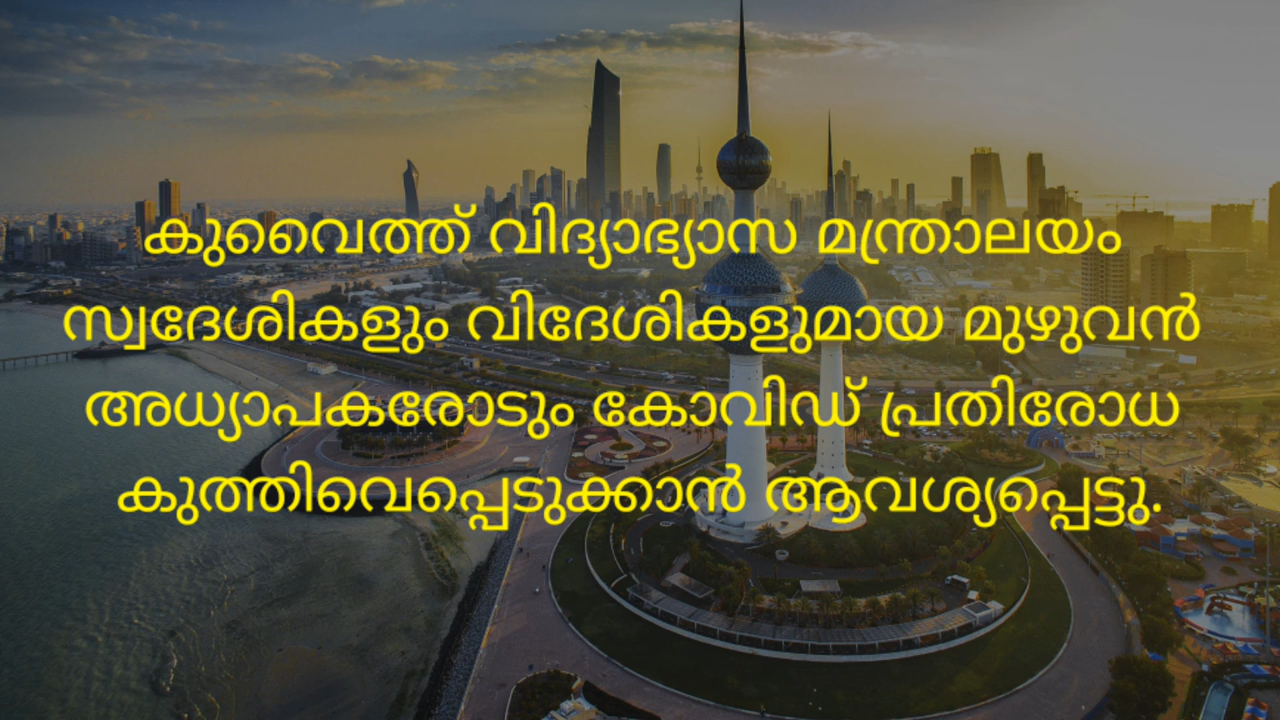 കുവൈത്ത് വിദ്യാഭ്യാസ മന്ത്രാലയം
സ്വദേശികളും വിദേശികളുമായ മുഴുവൻ
അധ്യാപകരോടും കോവിഡ് പ്രതിരോധ
കുത്തിവെപ്പെടുക്കാൻ ആവശ്യപ്പെട്ടു.